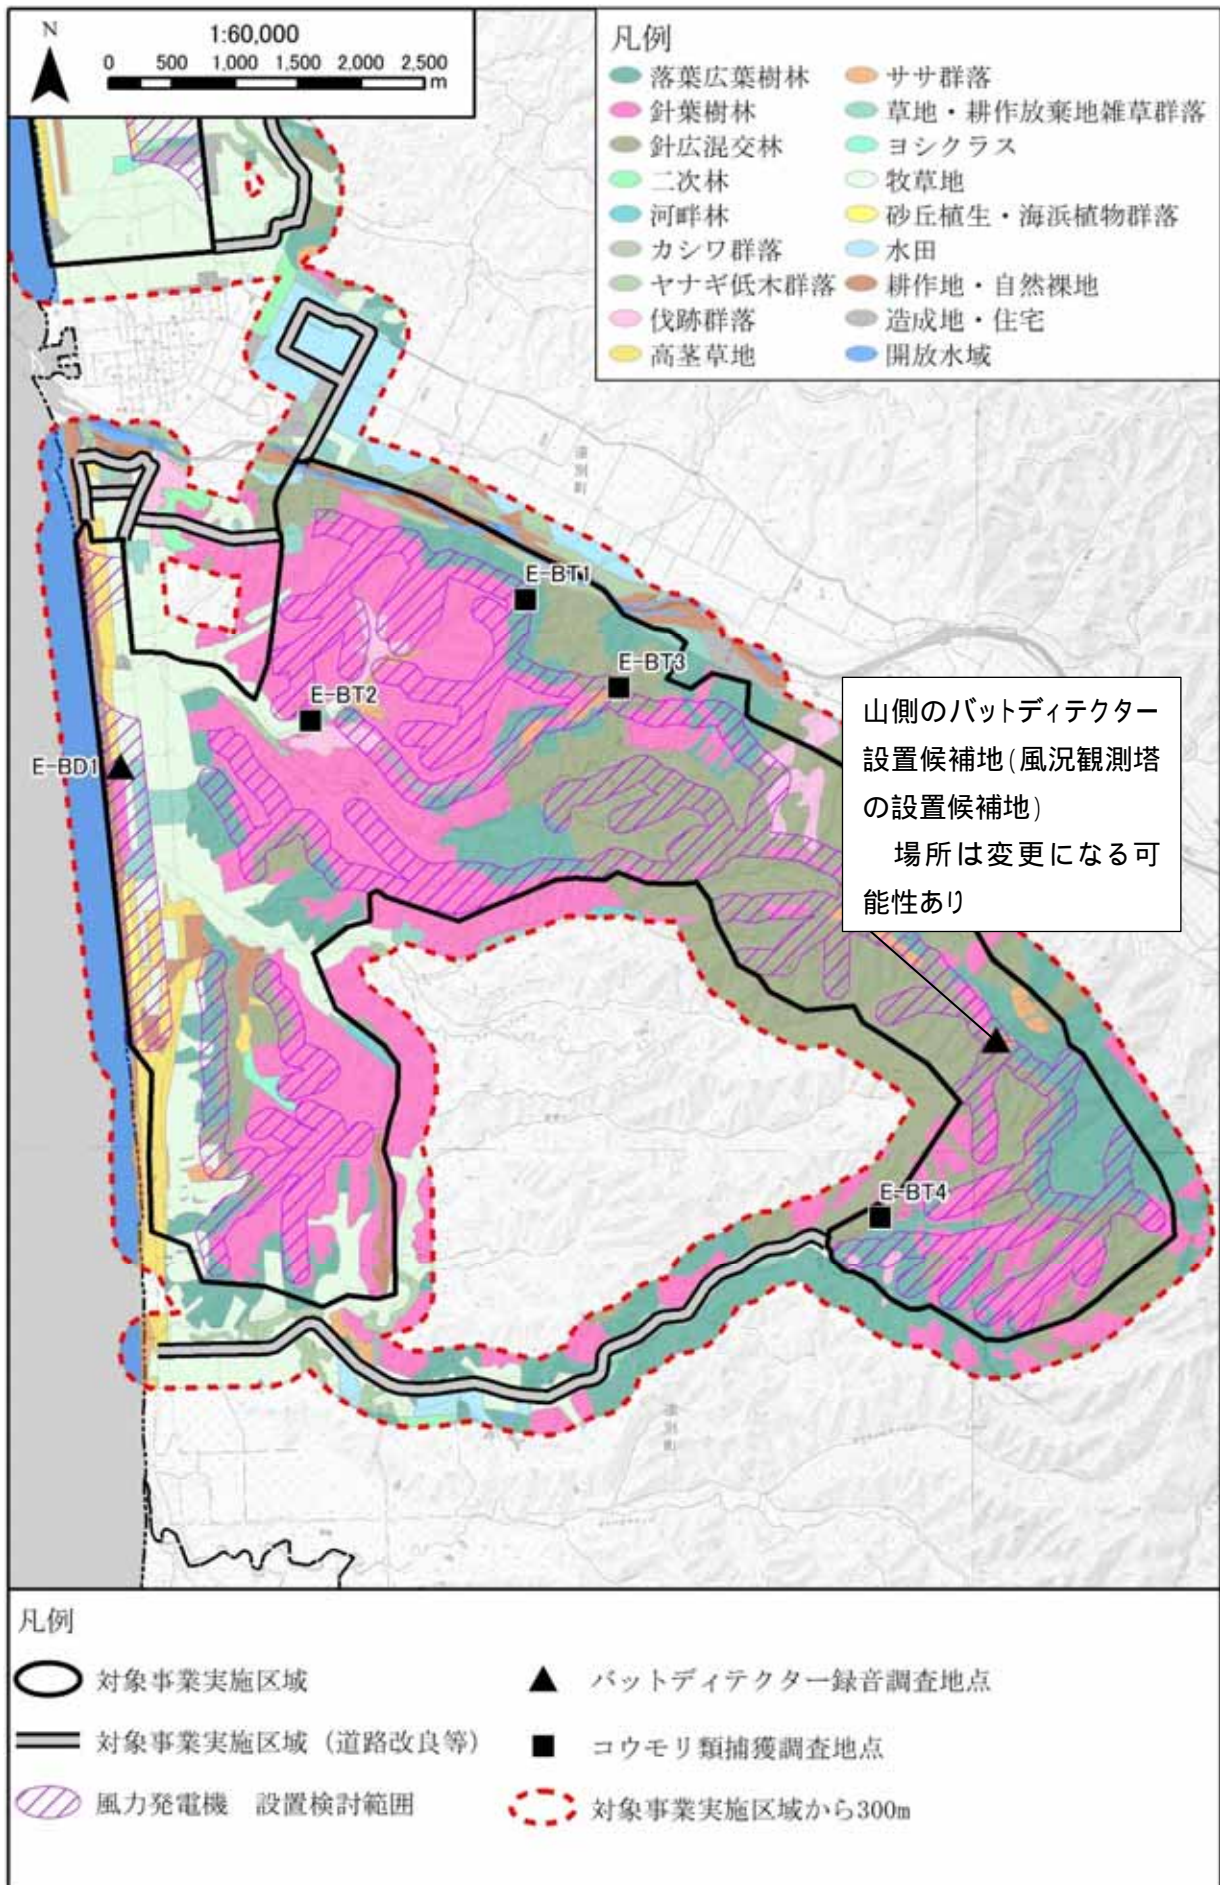 N
1:60,000
0 500 1,000 1,500 2,000 2,500
m
凡例
落葉広葉樹林
針葉樹林
針広混交林
二次林
河畔林
カシワ群落
ヤナギ低木群落
伐跡群落
高茎草地
ササ群落
草地・耕作放棄地雑草群落
ヨシクラス
牧草地
砂丘植生・海浜植物群落
水田
耕作地・自然裸地
造成地・住宅
開放水域
遠別町
E-BT1
E-BT3
E-BT2
E-BD1
山側のバットディテクター
設置候補地(風況観測塔
の設置候補地)
場所は変更になる可
能性あり
E-BT4
遠別町
凡例
対象事業実施区域
対象事業実施区域（道路改良等）
風力発電機　設置検討範囲
バットディテクター録音調査地点
コウモリ類捕獲調査地点
対象事業実施区域から300m